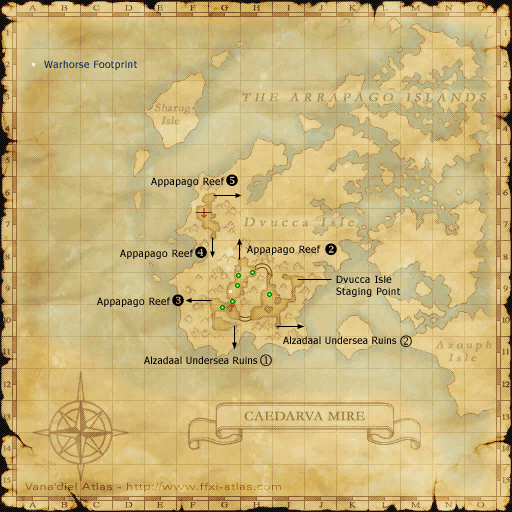 A B C D E F G H I J K L M N O
1
2
3
4
5
6
7
8
9
10
11
12
13
14
15
Warhorse Footprint
THE ARRAPAGO ISLANDS
Sharug
Isle
Appapago Reef ❺
Dvucca Isle
Appapago Reef ❹
Appapago Reef ❷
Dvucca Isle
Staging Point
Appapago Reef ❸
Alzadaal Undersea Ruins ②
Azouph
Isle
Alzadaal Undersea Ruins ①
CAEDARVA MIRE
Vana'diel Atlas - http://www.ffxi-atlas.com
A B C D E F G H I J K L M N O